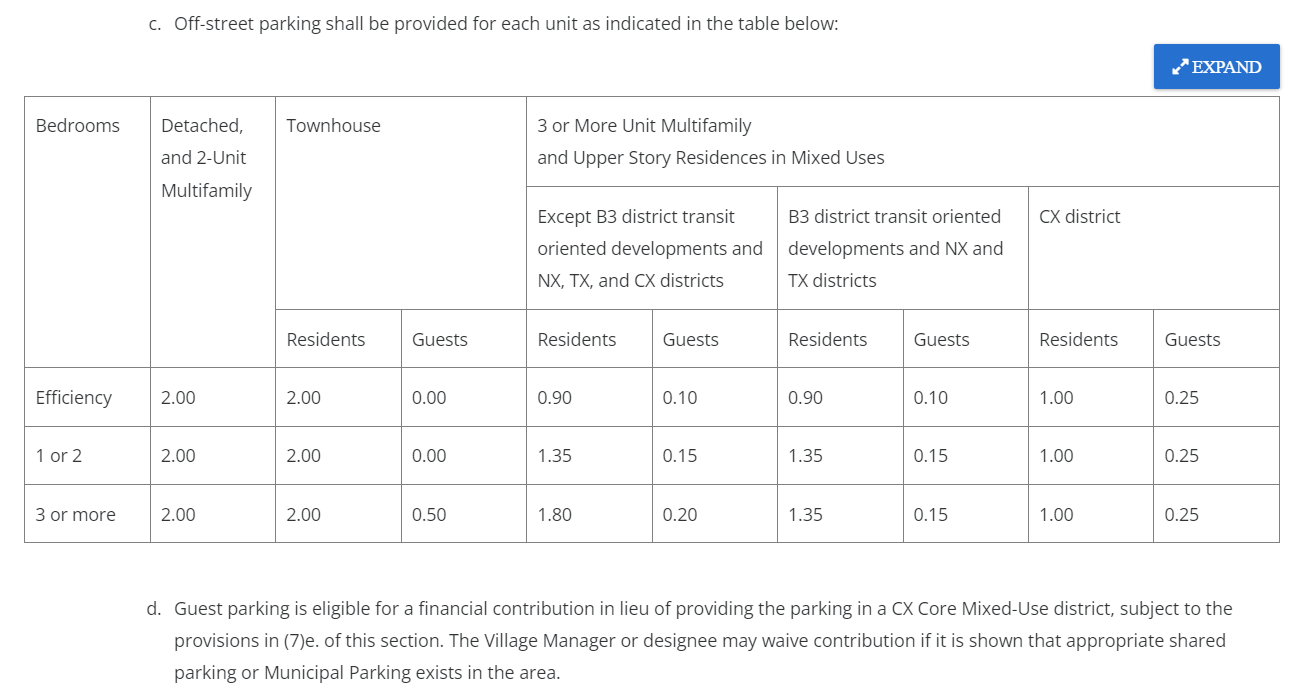 c. Off-street parking shall be provided for each unit as indicated in the table below:
EXPAND
Bedrooms
Detached,
and 2-Unit
Multifamily
Townhouse
3 or More Unit Multifamily
and Upper Story Residences in Mixed Uses
Except B3 district transit
oriented developments and
NX, TX, and CX districts
B3 district transit oriented
developments and NX and
TX districts
CX district
Residents Guests Residents Guests Residents Guests Residents Guests
Efficiency 2.00 2.00 0.00 0.90 0.10 0.90 0.10 1.00 0.25
1 or 2 2.00 2.00 0.00 1.35 0.15 1.35 0.15 1.00 0.25
3 or more 2.00 2.00 0.50 1.80 0.20 1.35 0.15 1.00 0.25
d. Guest parking is eligible for a financial contribution in lieu of providing the parking in a CX Core Mixed-Use district, subject to the
provisions in (7)e. of this section. The Village Manager or designee may waive contribution if it is shown that appropriate shared
parking or Municipal Parking exists in the area.